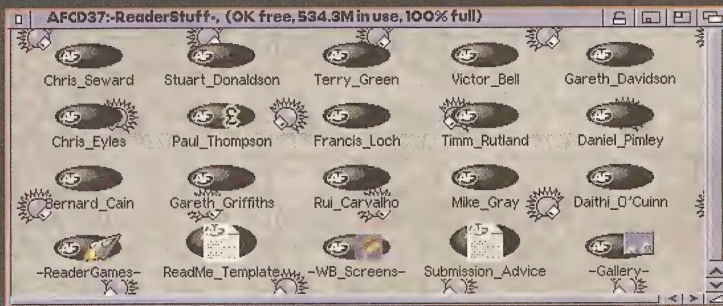 AFCD37:-ReaderStuff-, (0K free, 534.3M in use, 100% full)
Chris_Seward Stuart_Donaldson Terry_Green Victor_Bell Gareth_Davidson
Chris_Eyles Paul_Thompson Francis_Loch Timm_Rutland Daniel_Pimley
Bernard_Cain Gareth_Griffiths Rui_Carvalho Mike_Gray Daithi_O'Cuinn
-ReaderGames- ReadMe_Template -WB_Screens- Submission_Advice -Gallery-